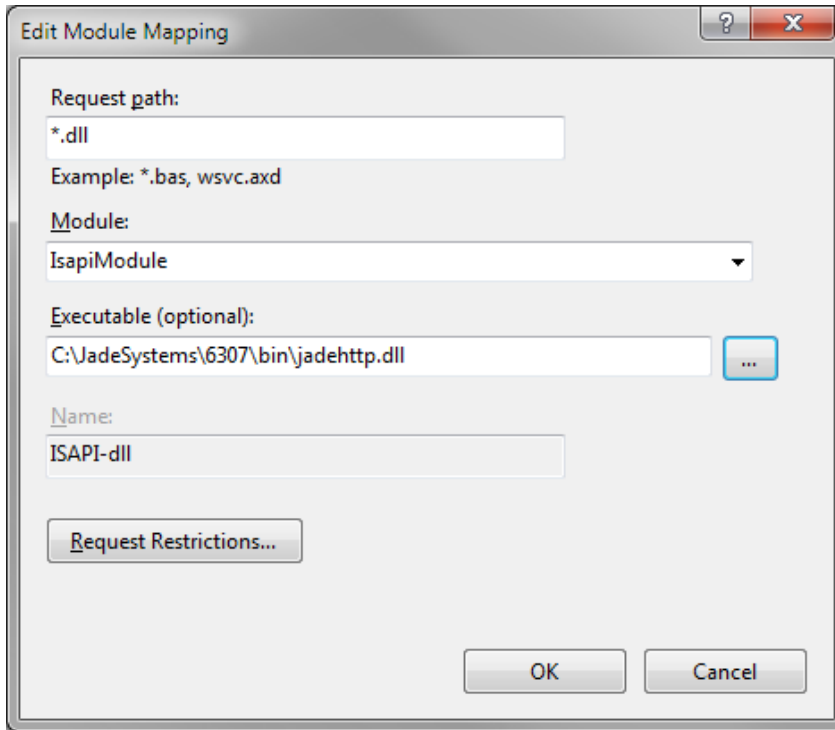 Edit Module Mapping
?
X
Request path:
*.dll
Example: *.bas, wsvc.axd
Module:
IsapiModule
Executable (optional):
C:\JadeSystems\6307\bin\jadehttp.dll
...
Name:
ISAPI-dll
Request Restrictions...
OK
Cancel